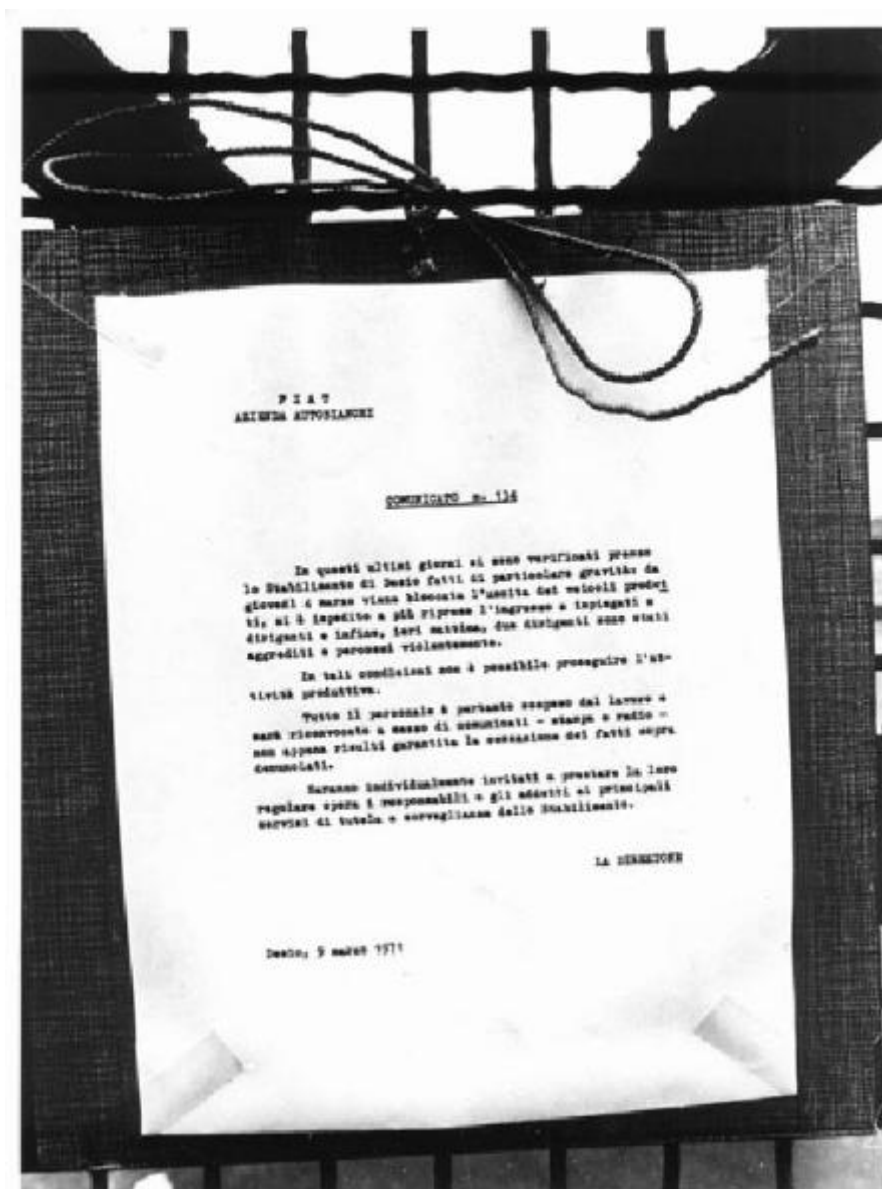 F I A T
AZIENDA AUTOBIANCHI
COMUNICATO n. 134
In questi ultimi giorni si sono verificati presso
lo Stabilimento di Desio fatti di particolare gravità: da
giovedì 4 marzo viene bloccata l'uscita dei veicoli prodot
ti, si è impedito a più riprese l'ingresso a impiegati e
dirigenti e infine, ieri mattina, due dirigenti sono stati
aggrediti e percossi violentemente.
In tali condizioni non è possibile proseguire l'at-
tività produttiva.
Tutto il personale è pertanto sospeso dal lavoro e
sarà riconvocato a mezzo di comunicati - stampa e radio -
non appena risulti garantita la cessazione dei fatti sopra
denunciati.
Saranno individualmente invitati a prestare la loro
regolare opera i responsabili e gli addetti ai principali
servizi di tutela e sorveglianza dello Stabilimento.
LA DIREZIONE
Desio, 9 marzo 1971